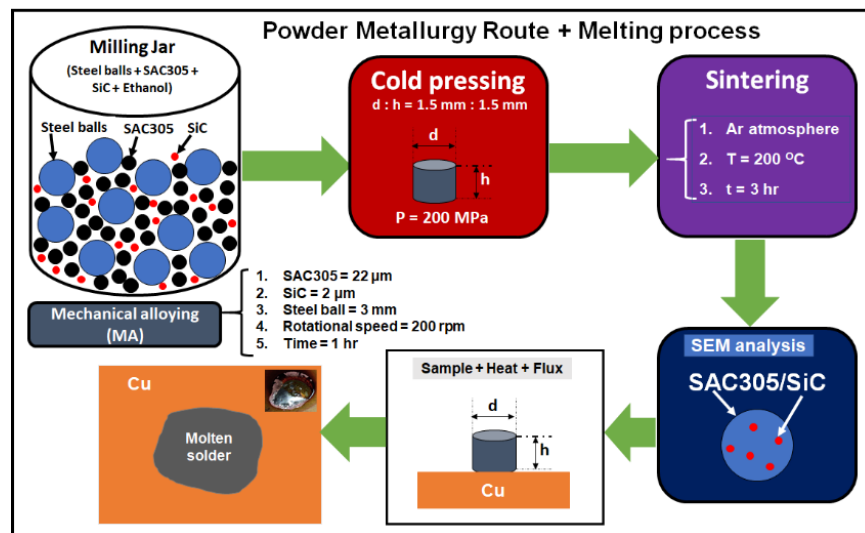 Powder Metallurgy Route + Melting process
Milling Jar
(Steel balls + SAC305 +
SiC + Ethanol)
Steel balls
SAC305
SiC
Cold pressing
d : h = 1.5 mm : 1.5 mm
d
h
P = 200 MPa
Sintering
1. Ar atmosphere
2. T = 200 ᴼC
3. t = 3 hr
Mechanical alloying
(MA)
1. SAC305 = 22 µm
2. SiC = 2 µm
3. Steel ball = 3 mm
4. Rotational speed = 200 rpm
5. Time = 1 hr
SEM analysis
SAC305/SiC
Sample + Heat + Flux
d
h
Cu
Cu
Molten
solder